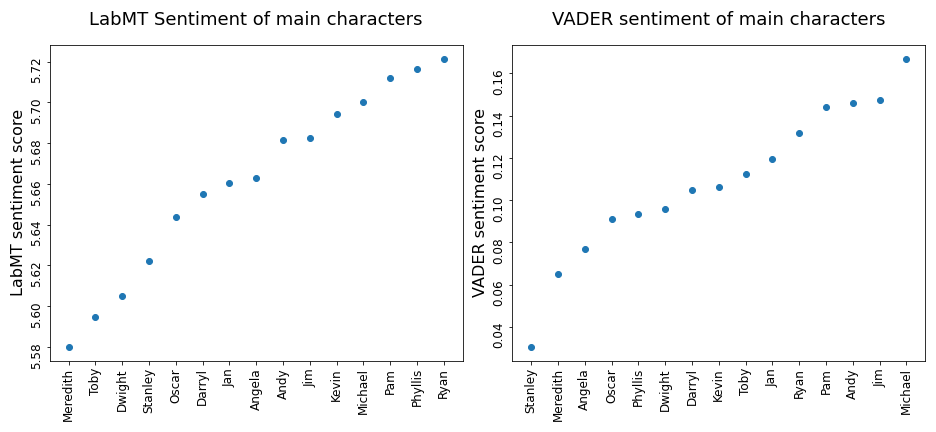 LabMT Sentiment of main characters
LabMT sentiment score
5.72
5.70
5.68
5.66
5.64
5.62
5.60
5.58
Meredith
Toby
Dwight
Stanley
Oscar
Darryl
Jan
Angela
Andy
Jim
Kevin
Michael
Pam
Phyllis
Ryan
VADER sentiment of main characters
VADER sentiment score
0.16
0.14
0.12
0.10
0.08
0.06
0.04
Stanley
Meredith
Angela
Oscar
Phyllis
Dwight
Darryl
Kevin
Toby
Jan
Ryan
Pam
Andy
Jim
Michael